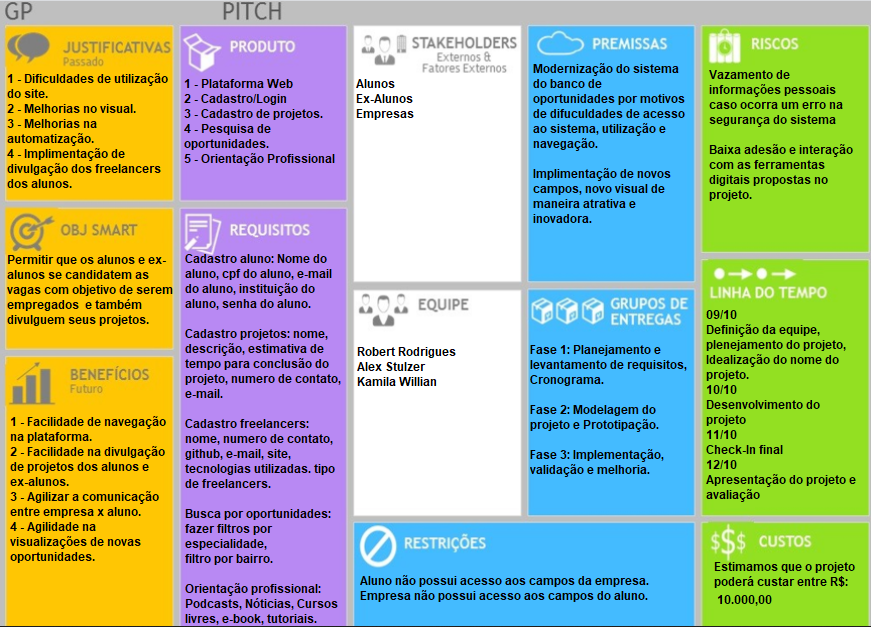 GP
PITCH
JUSTIFICATIVAS
Passado
1 - Dificuldades de utilização
do site.
2 - Melhorias no visual.
3 - Melhorias na
automatização.
4 - Implimentação de
divulgação dos freelancers
dos alunos.
OBJ SMART
Permitir que os alunos e ex-
alunos se candidatem as
vagas com objetivo de serem
empregados e também
divulguem seus projetos.
BENEFÍCIOS
Futuro
1 - Facilidade de navegação
na plataforma.
2 - Facilidade na divulgação
de projetos dos alunos e
ex-alunos.
3 - Agilizar a comunicação
entre empresa x aluno.
4 - Agilidade na
visualizações de novas
oportunidades.
PRODUTO
1 - Plataforma Web
2 - Cadastro/Login
3 - Cadastro de projetos.
4 - Pesquisa de
oportunidades.
5 - Orientação Profissional
REQUISITOS
Cadastro aluno: Nome do
aluno, cpf do aluno, e-mail
do aluno, instituição do
aluno, senha do aluno.
Cadastro projetos: nome,
descrição, estimativa de
tempo para conclusão do
projeto, numero de contato,
e-mail.
Cadastro freelancers:
nome, numero de contato,
github, e-mail, site,
tecnologias utilizadas. tipo
de freelancers.
Busca por oportunidades:
fazer filtros por
especialidade,
filtro por bairro.
Orientação profissional:
Podcasts, Nóticias, Cursos
livres, e-book, tutoriais.
STAKEHOLDERS
Externos &
Fatores Externos
Alunos
Ex-Alunos
Empresas
EQUIPE
Robert Rodrigues
Alex Stulzer
Kamila Willian
PREMISSAS
Modernização do sistema
do banco de
oportunidades por motivos
de difuculdades de acesso
ao sistema, utilização e
navegação.
Implimentação de novos
campos, novo visual de
maneira atrativa e
inovadora.
GRUPOS DE
ENTREGAS
Fase 1: Planejamento e
levantamento de requisitos,
Cronograma.
Fase 2: Modelagem do
projeto e Prototipação.
Fase 3: Implementação,
validação e melhoria.
RESTRIÇÕES
Aluno não possui acesso aos campos da empresa.
Empresa não possui acesso aos campos do aluno.
RISCOS
Vazamento de
informações pessoais
caso ocorra um erro na
segurança do sistema
Baixa adesão e interação
com as ferramentas
digitais propostas no
projeto.
LINHA DO TEMPO
09/10
Definição da equipe,
plenejamento do projeto,
Idealização do nome do
projeto.
10/10
Desenvolvimento do
projeto
11/10
Check-In final
12/10
Apresentação do projeto e
avaliação
$$$ CUSTOS
Estimamos que o projeto
poderá custar entre R$:
10.000,00